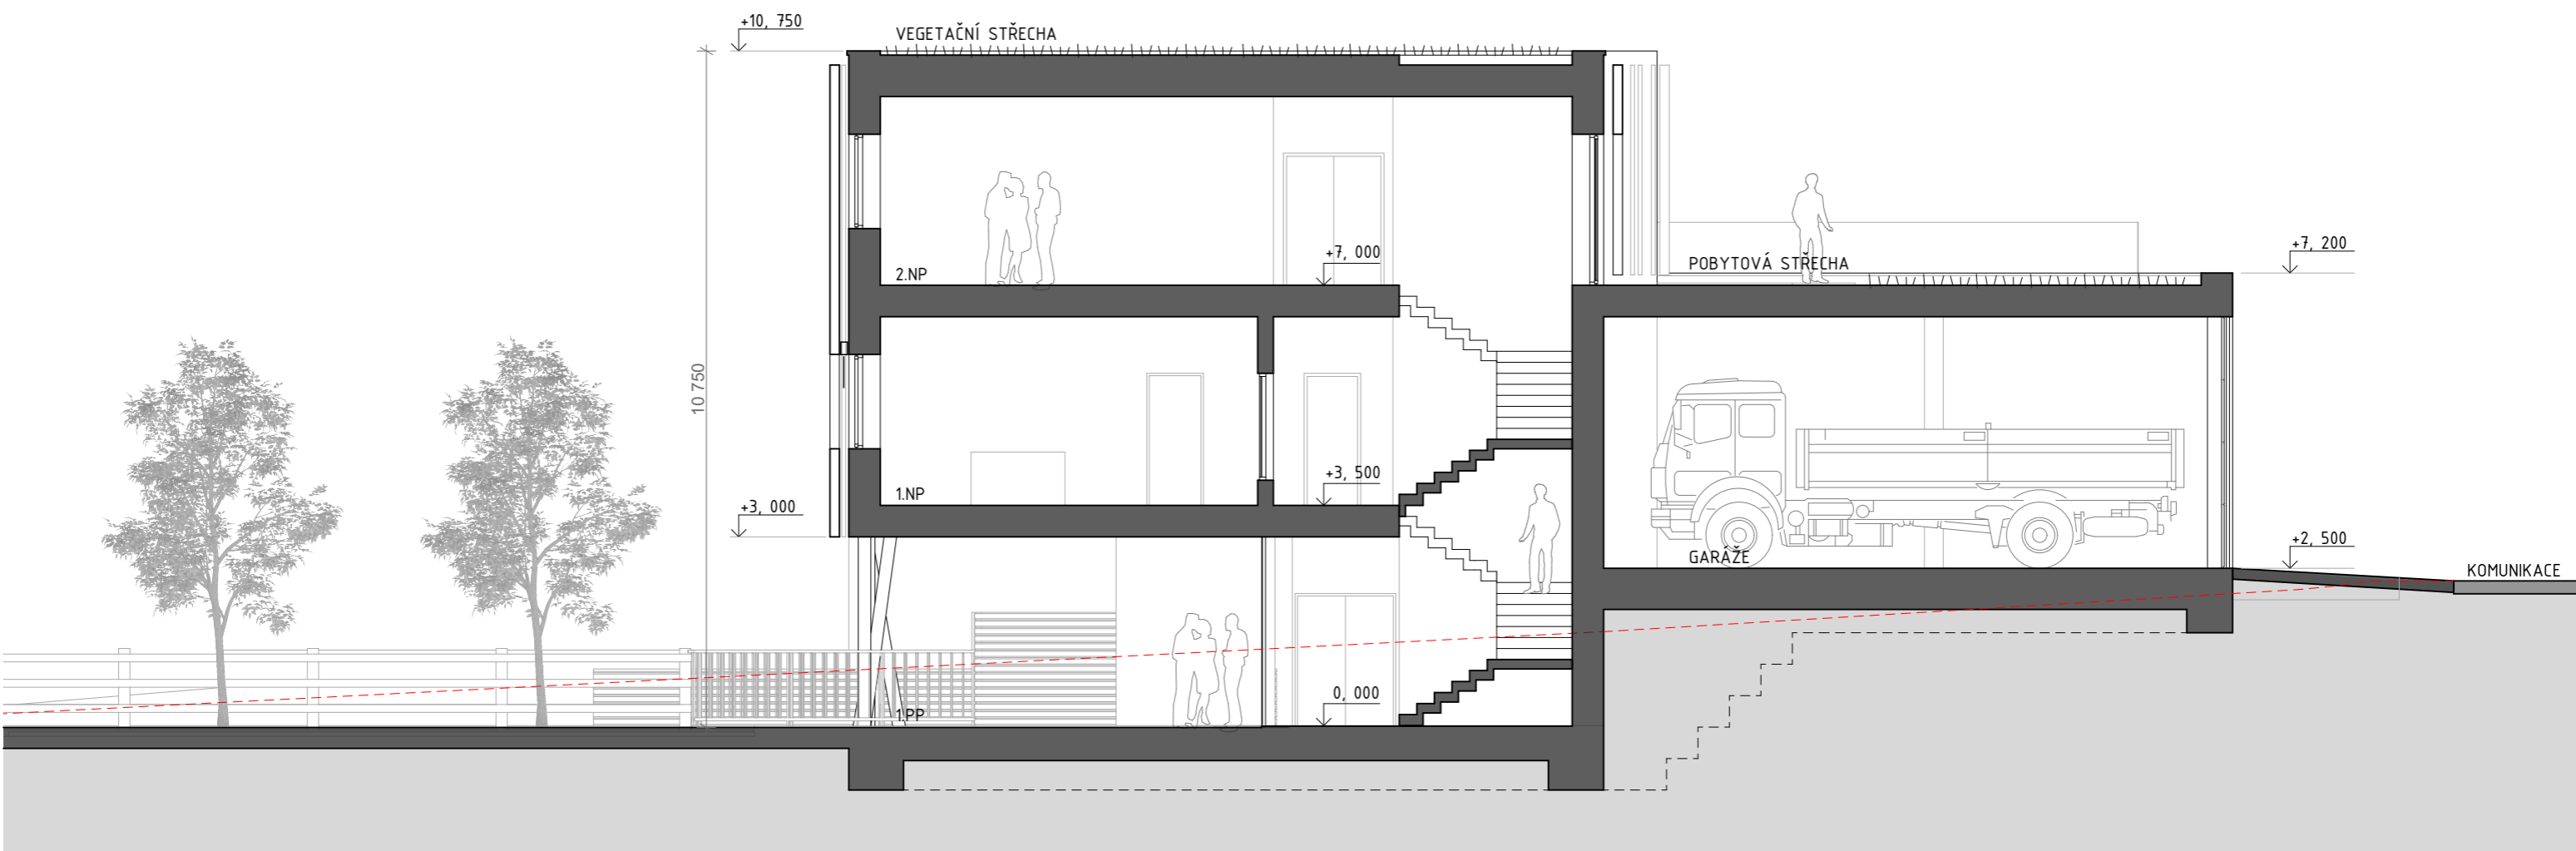 +10, 750
VEGETAČNÍ STŘECHA
+7, 000
+7, 200
POBYTOVÁ STŘECHA
2.NP
10 750
+3, 500
1.NP
+3, 000
+2, 500
GARÁŽE
KOMUNIKACE
0, 000
1.PP